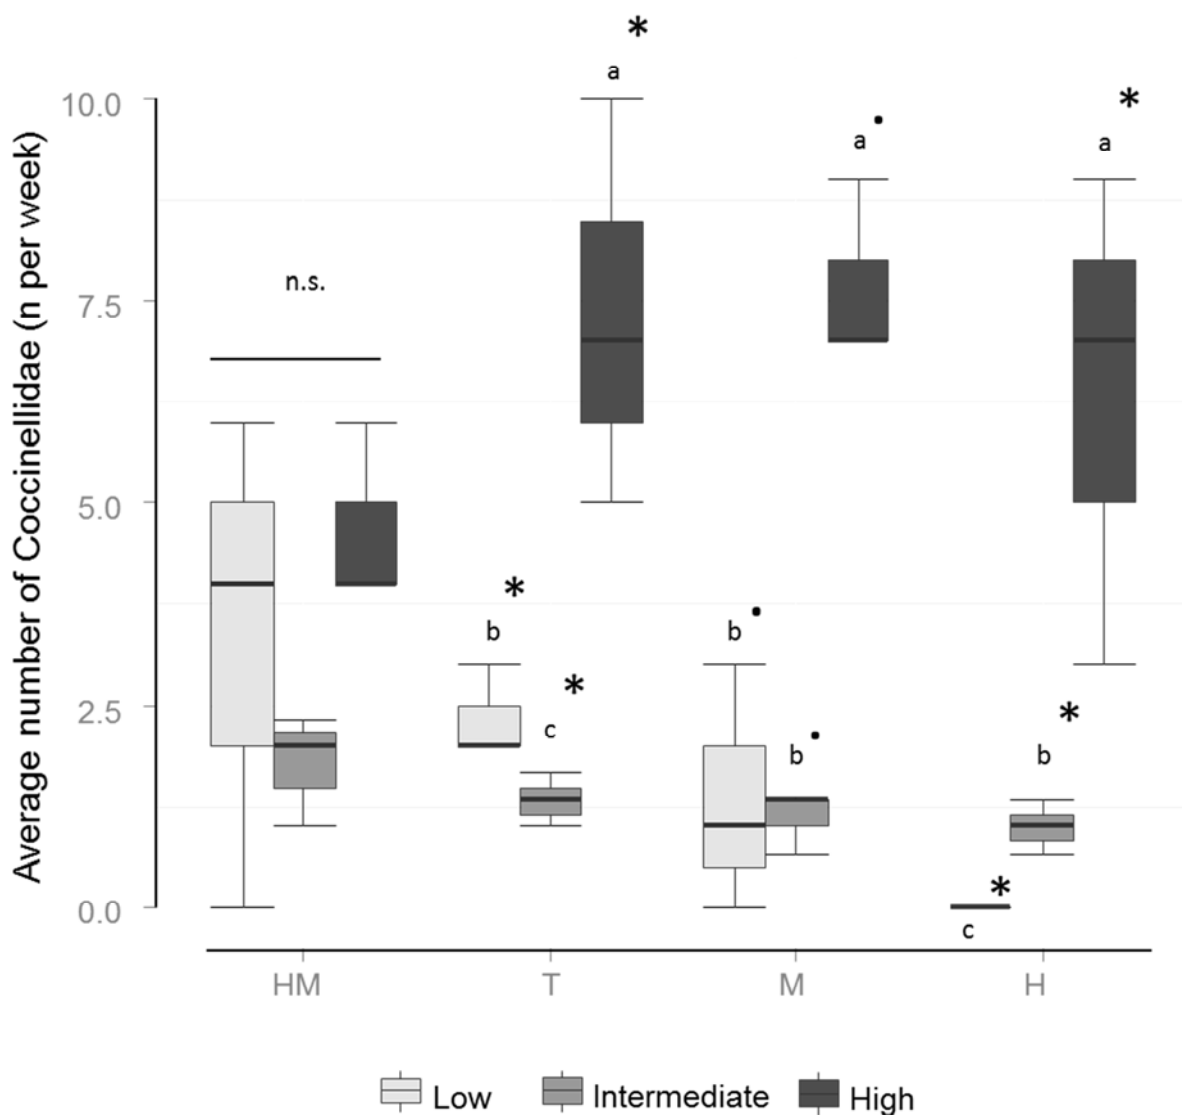 Average number of Coccinellidae (n per week)
10.0
7.5
5.0
2.5
0.0
n.s.
b *
c *
a *
b •
b •
a •
c *
b *
a *
HM T M H
Low Intermediate High